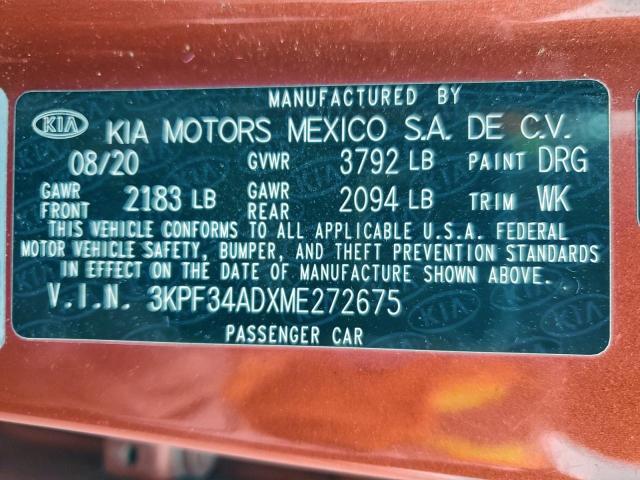 MANUFACTURED BY
KIA KIA MOTORS MEXICO S.A. DE C.V.
08/20 GVWR 3792 LB PAINT DRG
GAWR FRONT 2183 LB GAWR REAR 2094 LB TRIM WK
THIS VEHICLE CONFORMS TO ALL APPLICABLE U.S.A. FEDERAL
MOTOR VEHICLE SAFETY, BUMPER, AND THEFT PREVENTION STANDARDS
IN EFFECT ON THE DATE OF MANUFACTURE SHOWN ABOVE.
V.I.N. 3KPF34ADXME272675
PASSENGER CAR